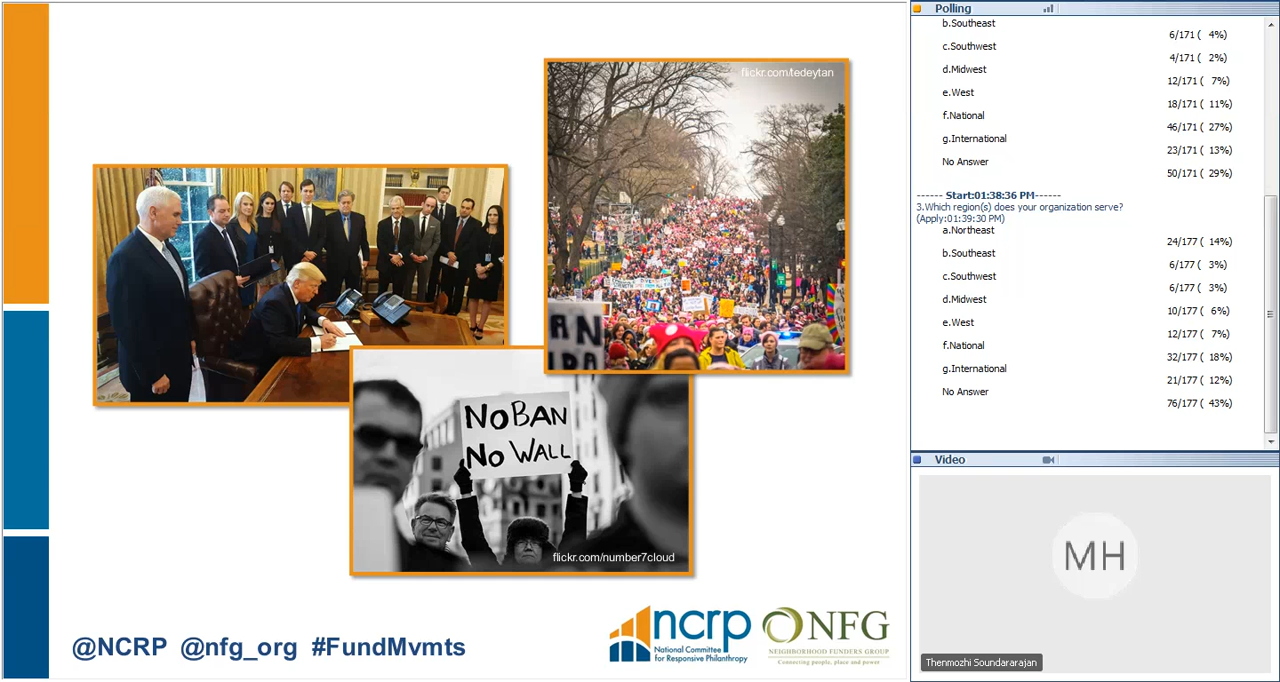 flickr.com/tedeytan
NO BAN
NO WALL
flickr.com/number7cloud
@NCRP @nfg_org #FundMvmts
ncrp
National Committee
for Responsive Philanthropy
NFG
NEIGHBORHOOD FUNDERS GROUP
Connecting people, place and power
Polling
b.Southeast
6/171 ( 4%)
c.Southwest
4/171 ( 2%)
d.Midwest
12/171 ( 7%)
e.West
18/171 ( 11%)
f.National
46/171 ( 27%)
g.International
23/171 ( 13%)
No Answer
50/171 ( 29%)
------ Start:01:38:36 PM------
3.Which region(s) does your organization serve?
(Apply:01:39:30 PM)
a.Northeast
24/177 ( 14%)
b.Southeast
6/177 ( 3%)
c.Southwest
6/177 ( 3%)
d.Midwest
10/177 ( 6%)
e.West
12/177 ( 7%)
f.National
32/177 ( 18%)
g.International
21/177 ( 12%)
No Answer
76/177 ( 43%)
Video
MH
Thenmozhi Soundararajan